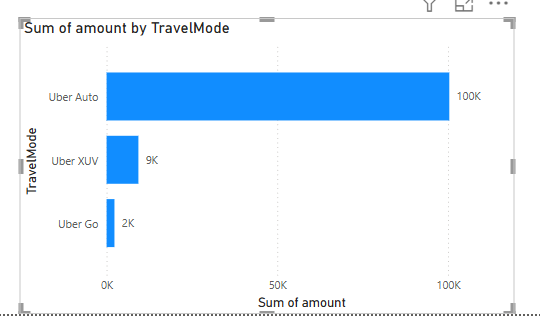 Sum of amount by TravelMode
Uber Auto
100K
Uber XUV
9K
Uber Go
2K
TravelMode
0K
50K
100K
Sum of amount